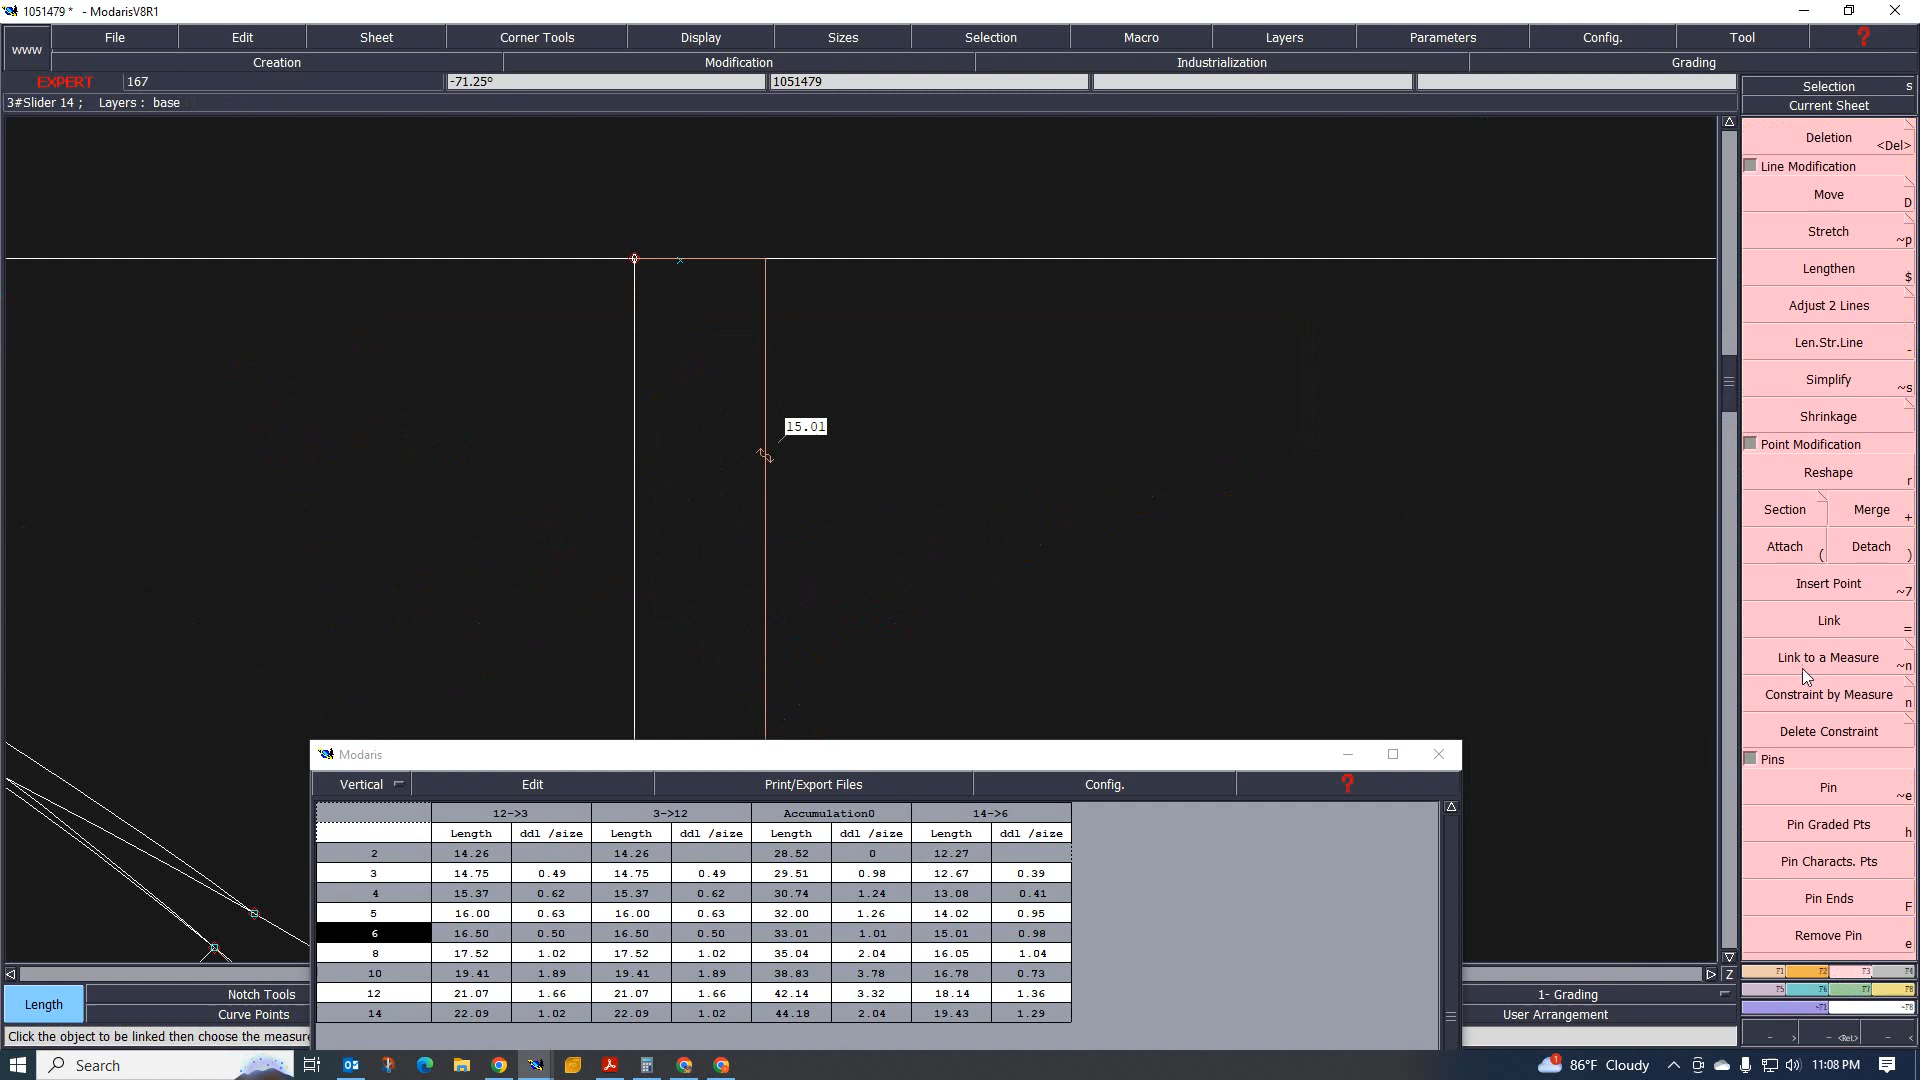 1051479 * - ModarisV8R1
www
File Edit Sheet Corner Tools Display Sizes Selection Macro Layers Parameters Config. Tool ?
Creation Modification Industrialization Grading
EXPERT 167 -71.25° 1051479
3#Slider 14 ; Layers : base
Selection s
Current Sheet
Deletion <Del>
Line Modification
Move D
Stretch ~p
Lengthen $
Adjust 2 Lines
Len.Str.Line -
Simplify ~s
Shrinkage
Point Modification
Reshape r
Section Merge +
Attach ( Detach )
Insert Point ~7
Link =
Link to a Measure ~n
Constraint by Measure n
Delete Constraint
Pins
Pin ~e
Pin Graded Pts h
Pin Characts. Pts
Pin Ends F
Remove Pin e
F1 F2 F3 F4
F5 F6 F7 F8
~F1 ~F8
- > - <Rel> - <
15.01
Modaris
Vertical Edit Print/Export Files Config. ?
12->3 3->12 Accumulation0 14->6
Length ddl /size Length ddl /size Length ddl /size Length ddl /size
2 14.26 14.26 28.52 0 12.27
3 14.75 0.49 14.75 0.49 29.51 0.98 12.67 0.39
4 15.37 0.62 15.37 0.62 30.74 1.24 13.08 0.41
5 16.00 0.63 16.00 0.63 32.00 1.26 14.02 0.95
6 16.50 0.50 16.50 0.50 33.01 1.01 15.01 0.98
8 17.52 1.02 17.52 1.02 35.04 2.04 16.05 1.04
10 19.41 1.89 19.41 1.89 38.83 3.78 16.78 0.73
12 21.07 1.66 21.07 1.66 42.14 3.32 18.14 1.36
14 22.09 1.02 22.09 1.02 44.18 2.04 19.43 1.29
Z
Length Notch Tools
Curve Points
1- Grading
User Arrangement
Click the object to be linked then choose the measure
Search
1
86°F Cloudy
11:08 PM